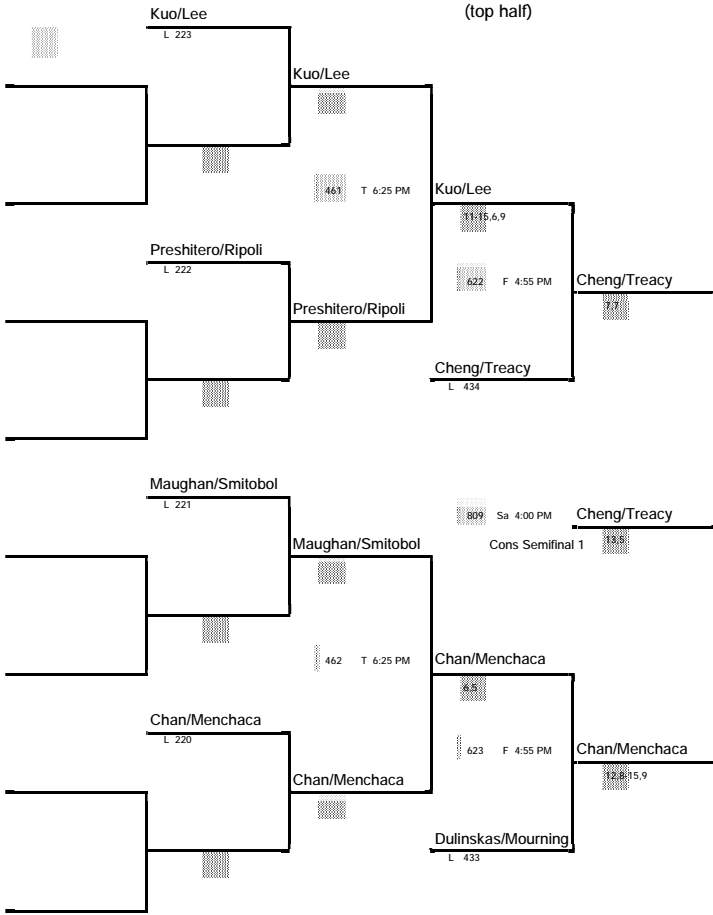 Kuo/Lee
(top half)
L 223
Kuo/Lee
461 T 6:25 PM
Kuo/Lee
11-15,6,9
Preshitero/Ripoli
L 222
622 F 4:55 PM
Cheng/Treacy
7,7
Preshitero/Ripoli
Cheng/Treacy
L 434
Maughan/Smitobol
L 221
809 Sa 4:00 PM
Cheng/Treacy
Maughan/Smitobol
Cons Semifinal 1
13,5
462 T 6:25 PM
Chan/Menchaca
6,5
Chan/Menchaca
L 220
623 F 4:55 PM
Chan/Menchaca
12,8-15,9
Chan/Menchaca
Dulinskas/Mourning
L 433